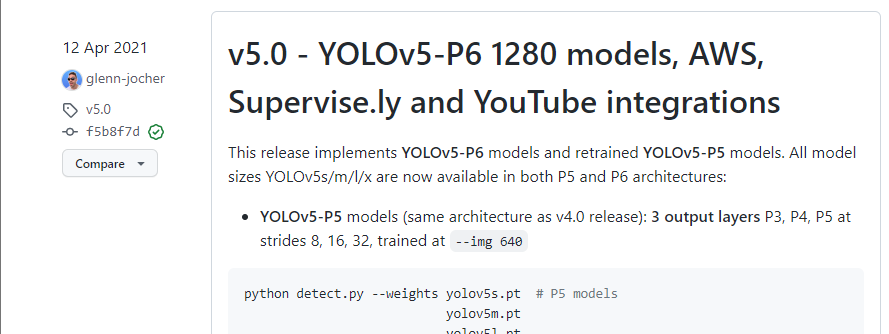 12 Apr 2021
glenn-jocher
v5.0
f5b8f7d
Compare
v5.0 - YOLOv5-P6 1280 models, AWS,
Supervise.ly and YouTube integrations
This release implements YOLOv5-P6 models and retrained YOLOv5-P5 models. All model
sizes YOLOv5s/m/l/x are now available in both P5 and P6 architectures:
• YOLOv5-P5 models (same architecture as v4.0 release): 3 output layers P3, P4, P5 at
strides 8, 16, 32, trained at --img 640
python detect.py --weights yolov5s.pt # P5 models
yolov5m.pt
yolov5l.pt